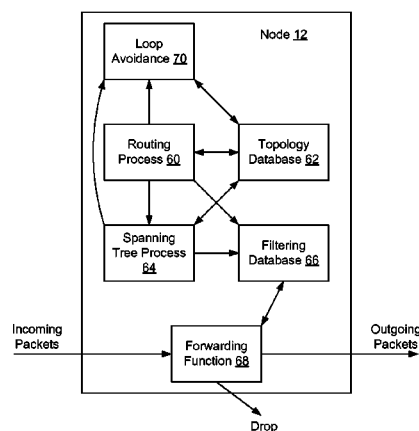 Node 12
Loop
Avoidance 70
Routing
Process 60
Topology
Database 62
Spanning
Tree Process
64
Filtering
Database 66
Incoming
Packets
Forwarding
Function 68
Outgoing
Packets
Drop